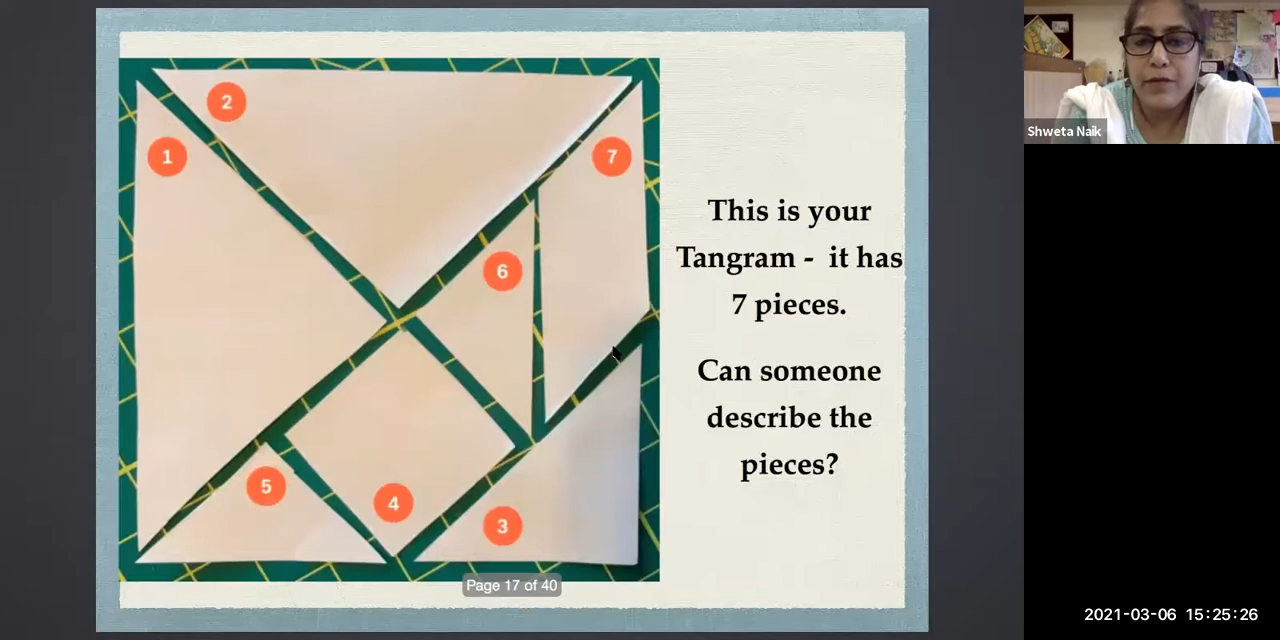 2
1
7
6
5
4
3
This is your
Tangram - it has
7 pieces.
Can someone
describe the
pieces?
Page 17 of 40
Shweta Naik
2021-03-06 15:25:26